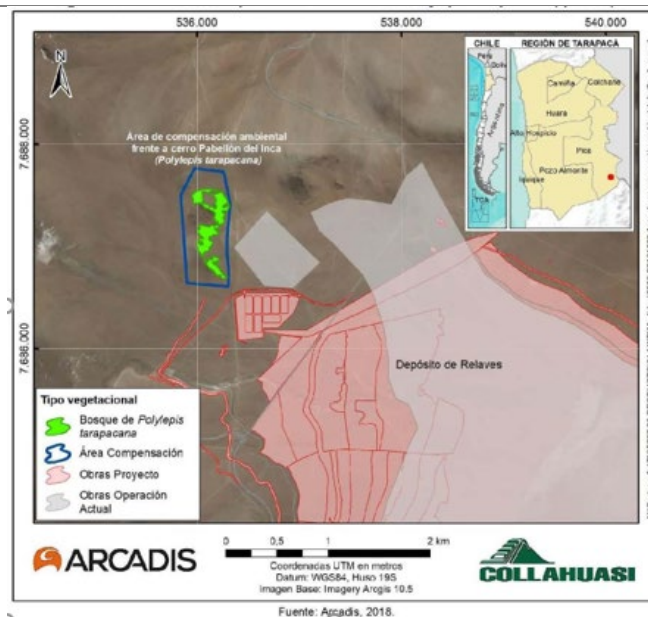 536.000
538.000
540.000
7.688.000
7.686.000
N
Área de compensación ambiental
frente a cerro Pabellón del Inca
(Polylepis tarapacana)
CHILE
REGIÓN DE TARAPACÁ
Perú
Argentina
TCA
Camiña
Colchane
Huara
Alto Hospicio
Pica
Iquique
Pozo Almonte
Depósito de Relaves
Tipo vegetacional
Bosque de Polylepis
tarapacana
Área Compensación
Obras Proyecto
Obras Operación
Actual
ARCADIS
0 0,5 1 2 km
Coordenadas UTM en metros
Datum: WGS84, Huso 19S
Imagen Base: Imagery Arcgis 10.5
COLLAHUASI
Fuente: Arcadis, 2018.